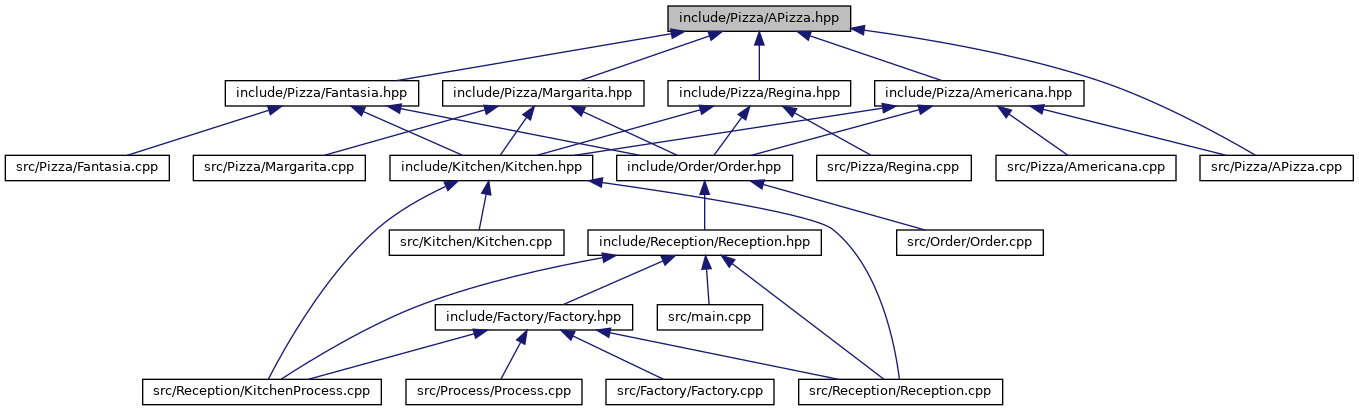 include/Pizza/APizza.hpp
include/Pizza/Fantasia.hpp
include/Pizza/Margarita.hpp
include/Pizza/Regina.hpp
include/Pizza/Americana.hpp
src/Pizza/Fantasia.cpp
src/Pizza/Margarita.cpp
include/Kitchen/Kitchen.hpp
include/Order/Order.hpp
src/Pizza/Regina.cpp
src/Pizza/Americana.cpp
src/Pizza/APizza.cpp
src/Kitchen/Kitchen.cpp
include/Reception/Reception.hpp
src/Order/Order.cpp
include/Factory/Factory.hpp
src/main.cpp
src/Reception/KitchenProcess.cpp
src/Process/Process.cpp
src/Factory/Factory.cpp
src/Reception/Reception.cpp